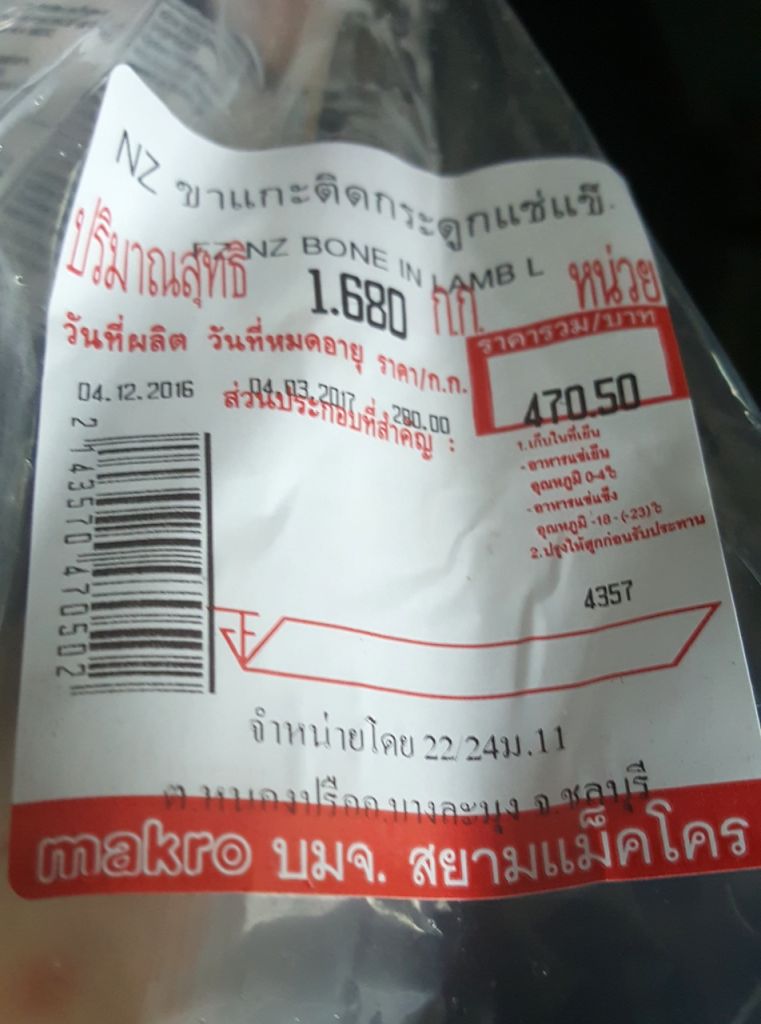 NZ ขาแกะติดกระดูกแช่แข็.
NZ BONE IN LAMB L
ปริมาณสุทธิ 1.680 กก. หน่วย
วันที่ผลิต วันที่หมดอายุ ราคา/ก.ก. ราคารวม/บาท
04.12.2016 04.03.2017 280.00 470.50
ส่วนประกอบที่สำคัญ :
1.เก็บในที่เย็น
-อาหารแช่เย็น
อุณหภูมิ 0-4°c
-อาหารแช่แข็ง
อุณหภูมิ -18 - (-23)°c
2.ปรุงให้สุกก่อนรับประทาน
2 143570 470502
4357
จำหน่ายโดย 22/24ม.11
ต.หนองปรืออ.บางละมุง จ.ชลบุรี
makro บมจ. สยามแม็คโคร